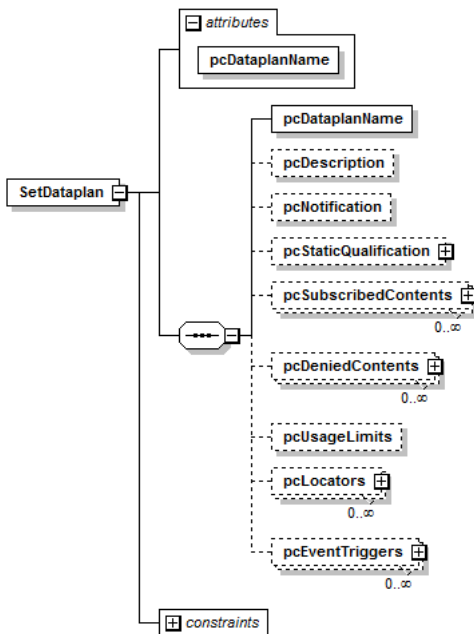 attributes
pcDataplanName
SetDataplan
pcDataplanName
pcDescription
pcNotification
pcStaticQualification
pcSubscribedContents
0..∞
pcDeniedContents
0..∞
pcUsageLimits
pcLocators
0..∞
pcEventTriggers
0..∞
constraints